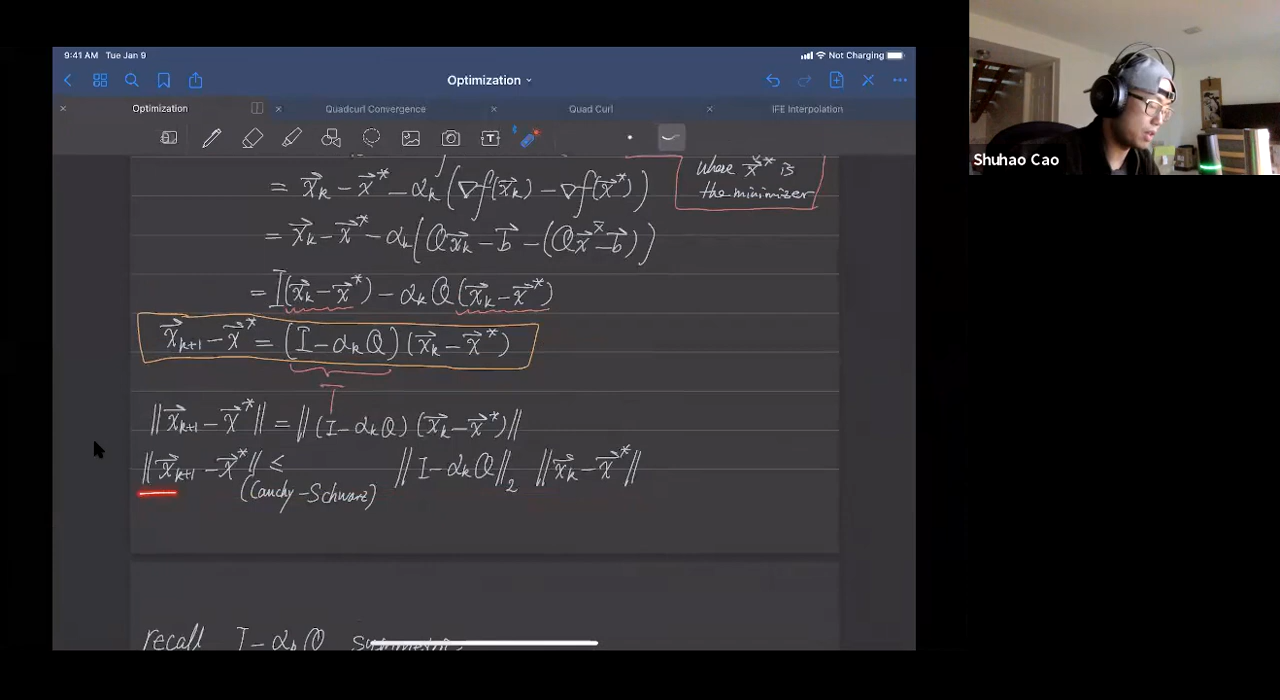 9:41 AM Tue Jan 9
Not Charging
Optimization
Optimization
Quadcurl Convergence
Quad Curl
IFE Interpolation
Shuhao Cao
where x⃗* is
the minimizer
= x⃗ₖ − x⃗* − αₖ(∇f(x⃗ₖ) − ∇f(x⃗*))
= x⃗ₖ − x⃗* − αₖ(Qx⃗ₖ − b⃗ − (Qx⃗* − b⃗))
= I(x⃗ₖ − x⃗*) − αₖQ(x⃗ₖ − x⃗*)
x⃗ₖ₊₁ − x⃗* = (I − αₖQ)(x⃗ₖ − x⃗*)
‖x⃗ₖ₊₁ − x⃗*‖ = ‖(I − αₖQ)(x⃗ₖ − x⃗*)‖
‖x⃗ₖ₊₁ − x⃗*‖ ≤ ‖I − αₖQ‖₂ ‖x⃗ₖ − x⃗*‖
(Cauchy-Schwarz)
recall I − αₖQ symmetric